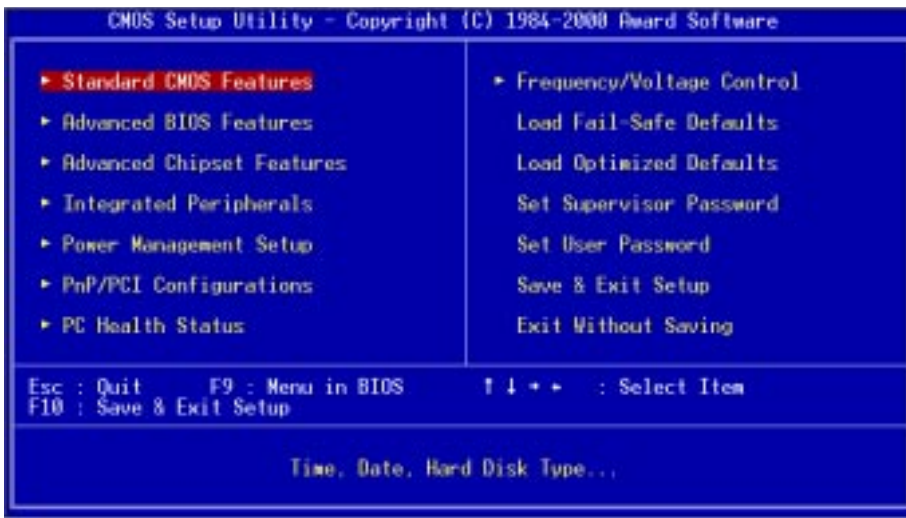 CMOS Setup Utility - Copyright (C) 1984-2000 Award Software
► Standard CMOS Features
► Advanced BIOS Features
► Advanced Chipset Features
► Integrated Peripherals
► Power Management Setup
► PnP/PCI Configurations
► PC Health Status
► Frequency/Voltage Control
Load Fail-Safe Defaults
Load Optimized Defaults
Set Supervisor Password
Set User Password
Save & Exit Setup
Exit Without Saving
Esc : Quit F9 : Menu in BIOS ↑ ↓ → ← : Select Item
F10 : Save & Exit Setup
Time, Date, Hard Disk Type...